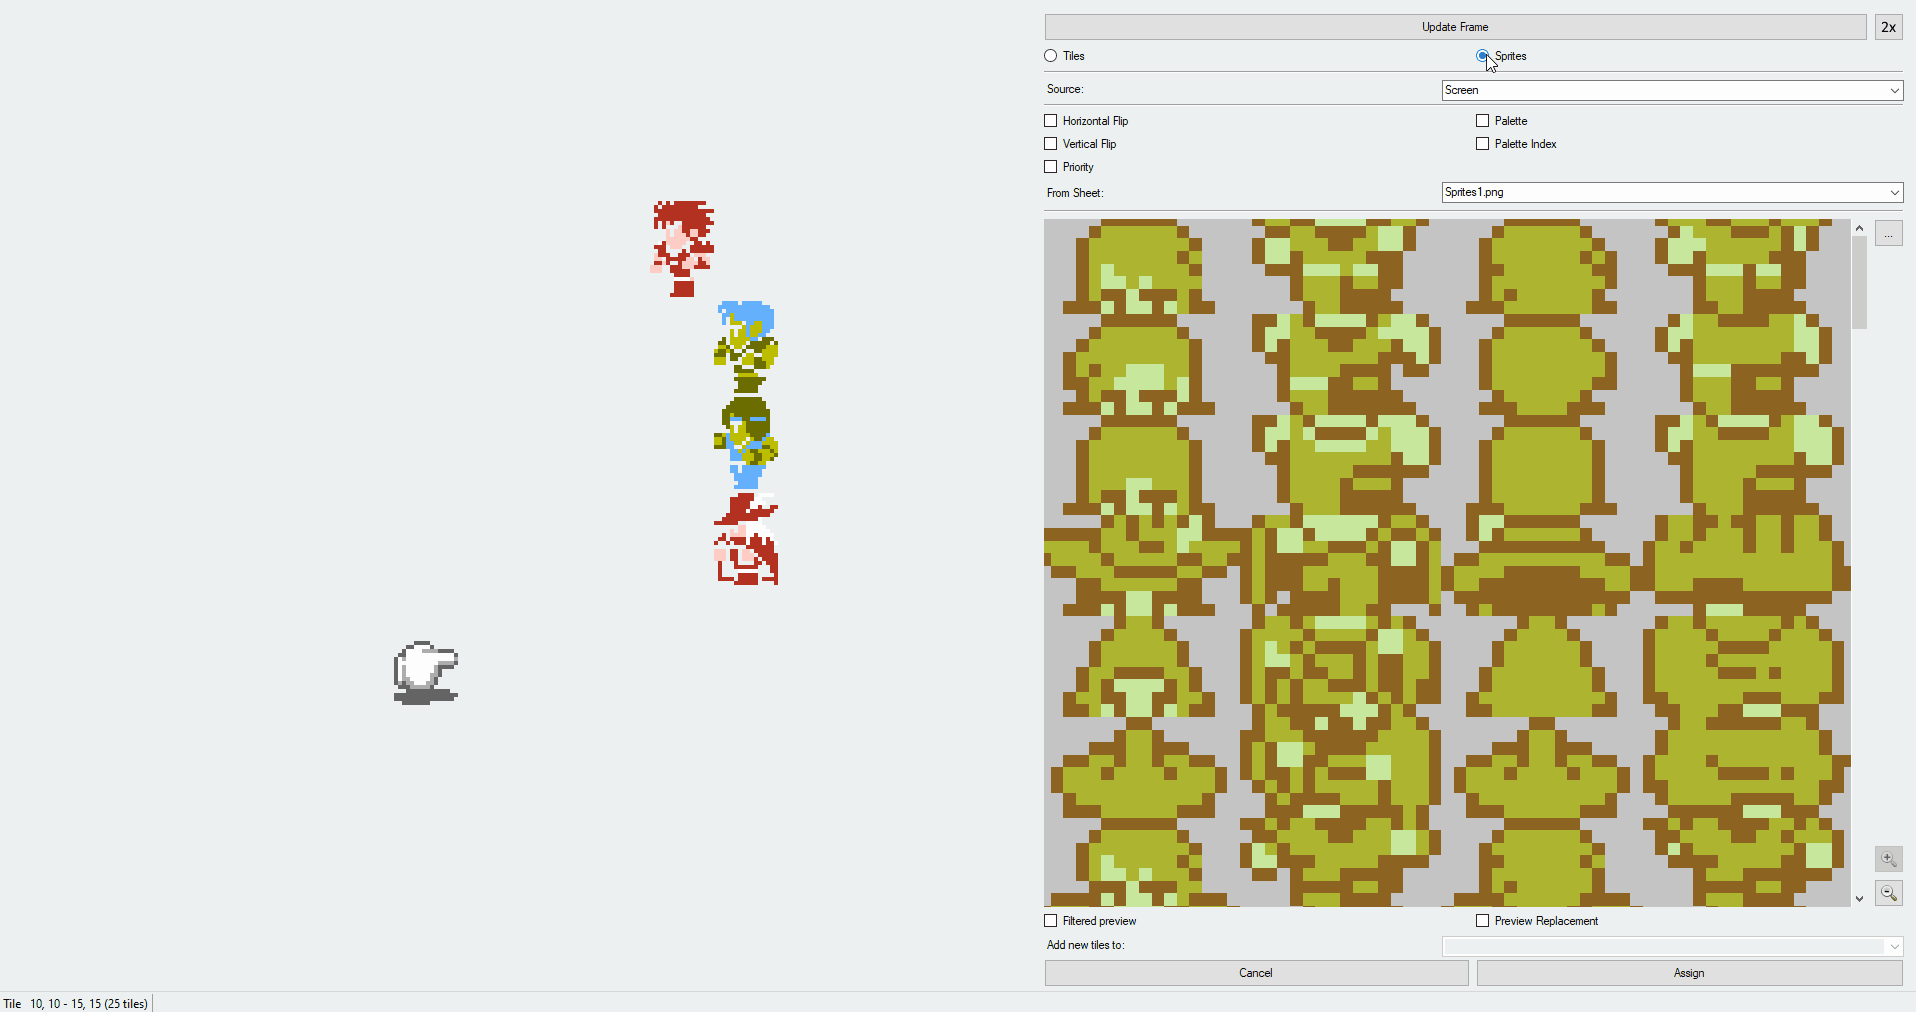 Update Frame
2x
Tiles
Sprites
Source:
Screen
Horizontal Flip
Palette
Vertical Flip
Palette Index
Priority
From Sheet:
Sprites1.png
...
Filtered preview
Preview Replacement
Add new tiles to:
Cancel
Assign
Tile 10, 10 - 15, 15 (25 tiles)